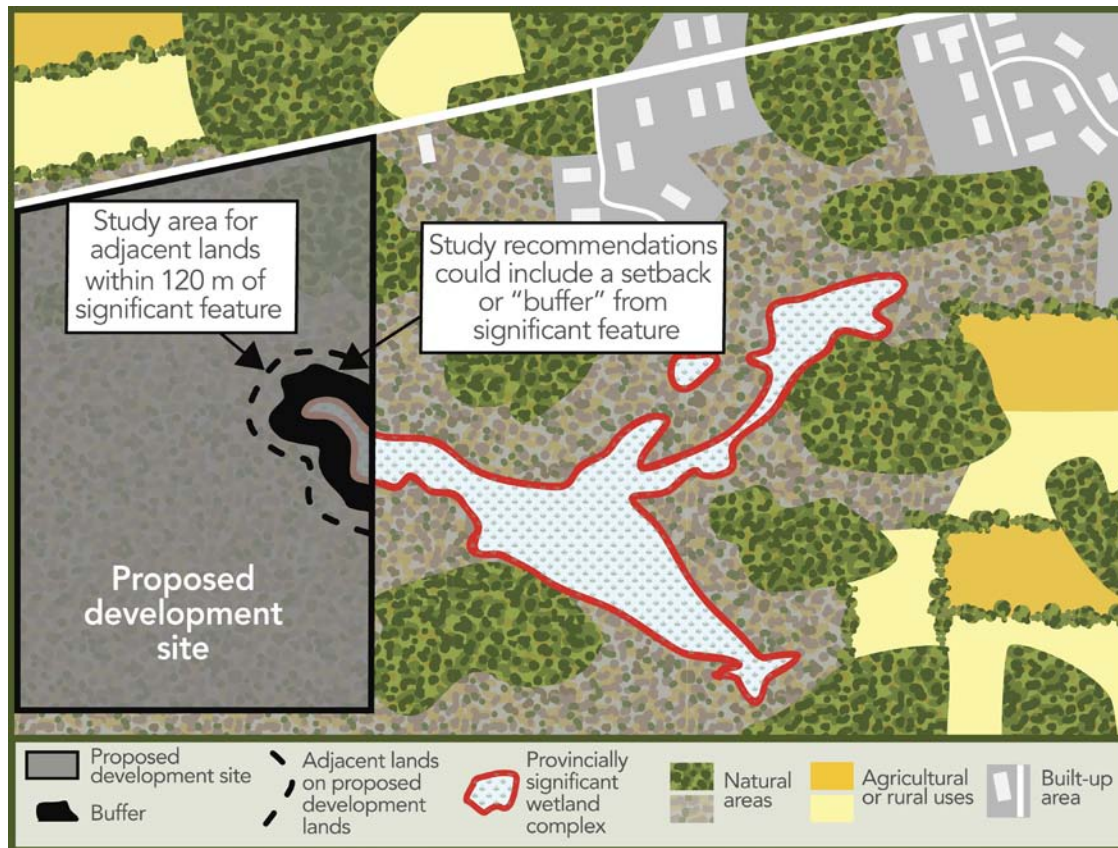 Study area for
adjacent lands
within 120 m of
significant feature
Study recommendations
could include a setback
or “buffer” from
significant feature
Proposed
development
site
Proposed
development site
Buffer
Adjacent lands
on proposed
development
lands
Provincially
significant
wetland
complex
Natural
areas
Agricultural
or rural uses
Built-up
area